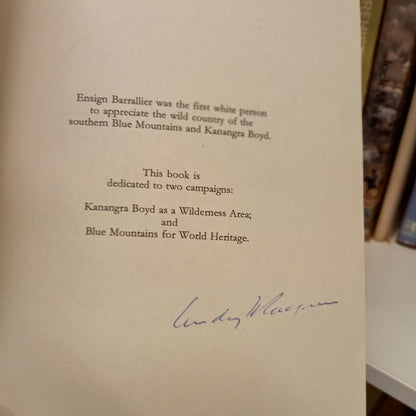 Ensign Barrallier was the first white person
to appreciate the wild country of the
southern Blue Mountains and Kanangra Boyd.
This book is
dedicated to two campaigns:
Kanangra Boyd as a Wilderness Area;
and
Blue Mountains for World Heritage.